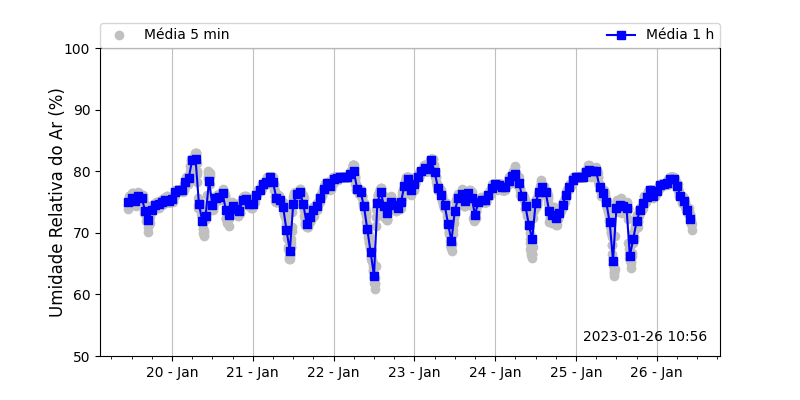 Média 5 min
Média 1 h
Umidade Relativa do Ar (%)
100
90
80
70
60
50
2023-01-26 10:56
20 - Jan
21 - Jan
22 - Jan
23 - Jan
24 - Jan
25 - Jan
26 - Jan